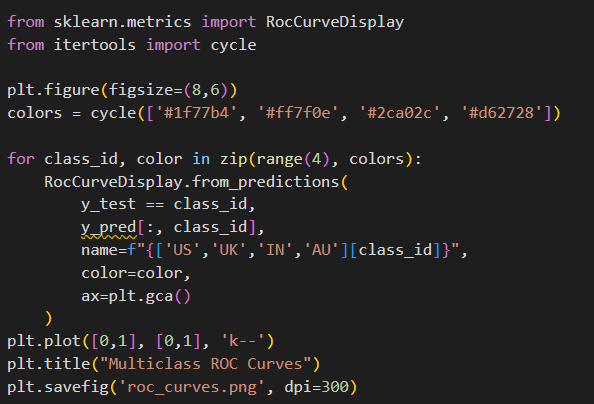 from sklearn.metrics import RocCurveDisplay
from itertools import cycle

plt.figure(figsize=(8,6))
colors = cycle(['#1f77b4', '#ff7f0e', '#2ca02c', '#d62728'])

for class_id, color in zip(range(4), colors):
    RocCurveDisplay.from_predictions(
        y_test == class_id,
        y_pred[:, class_id],
        name=f"{['US','UK','IN','AU'][class_id]}",
        color=color,
        ax=plt.gca()
    )
plt.plot([0,1], [0,1], 'k--')
plt.title("Multiclass ROC Curves")
plt.savefig('roc_curves.png', dpi=300)